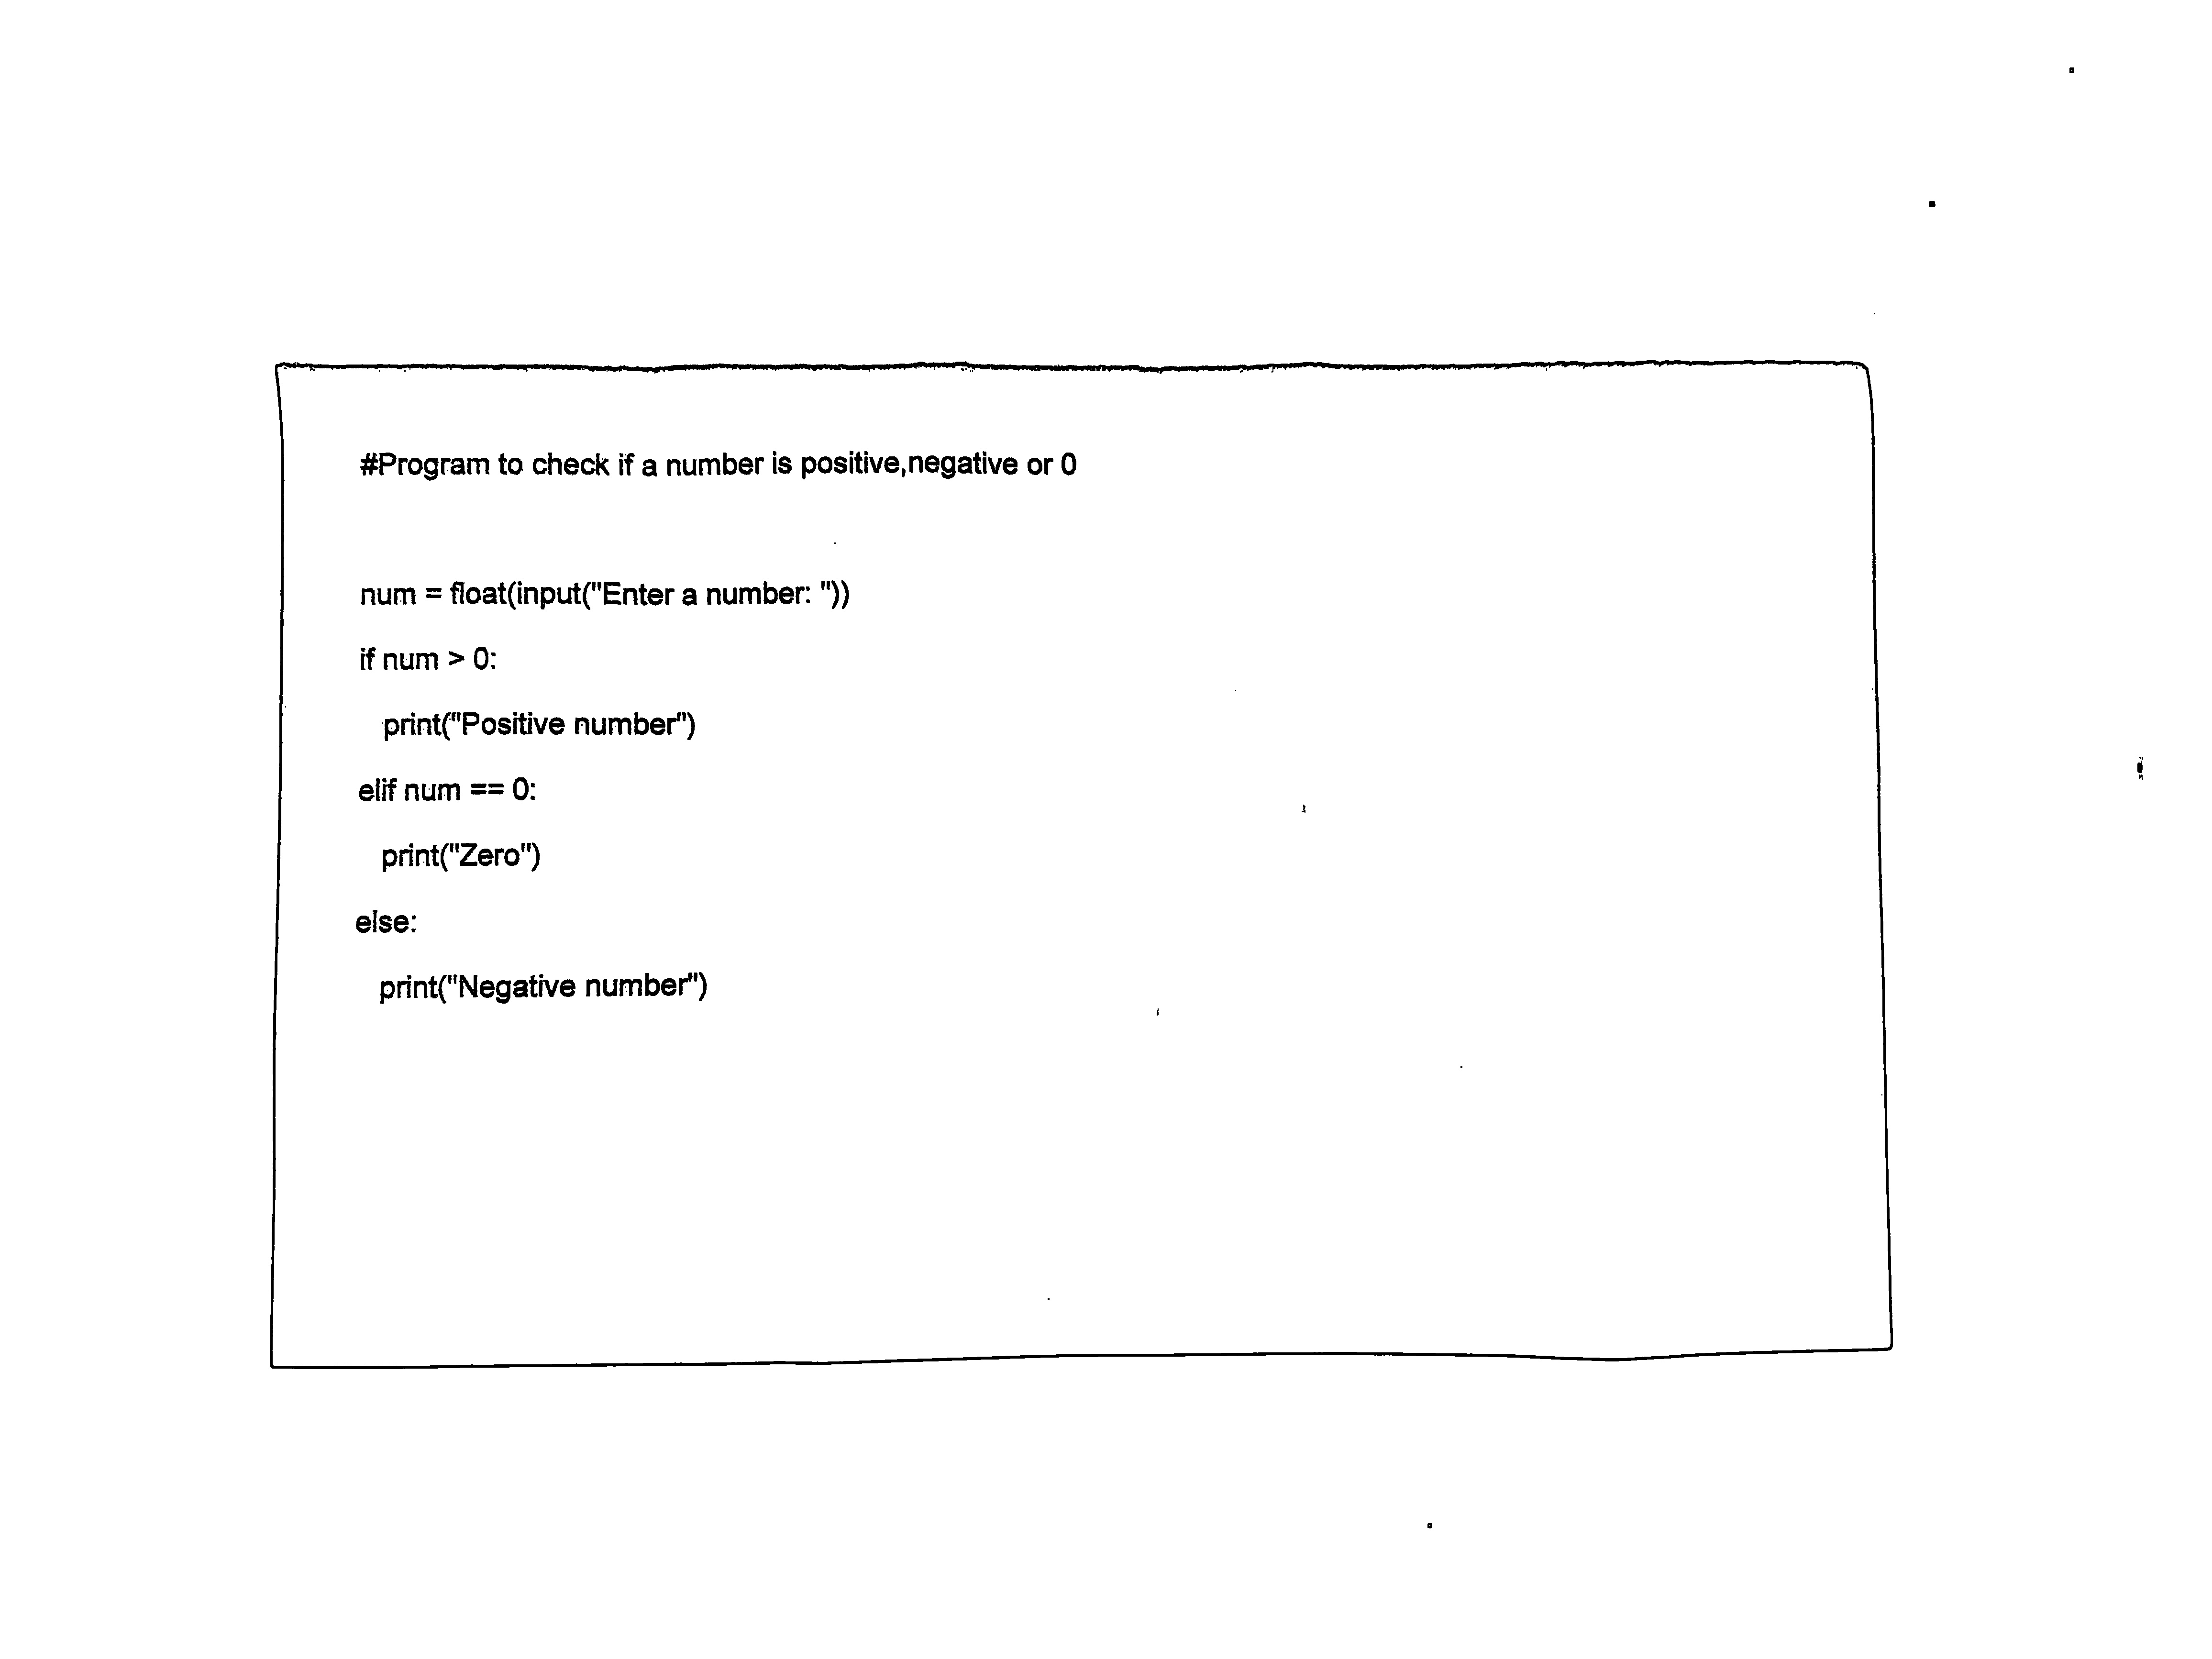 #Program to check if a number is positive,negative or 0
num = float(input("Enter a number: "))
if num > 0:
print("Positive number")
elif num == 0:
print("Zero")
else:
print("Negative number")